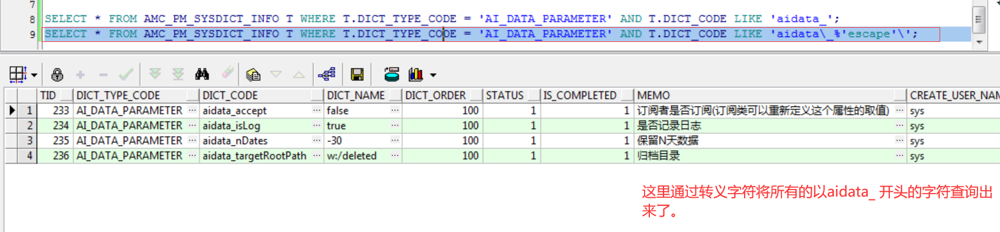 7
8 SELECT * FROM AMC_PM_SYSDICT_INFO T WHERE T.DICT_TYPE_CODE = 'AI_DATA_PARAMETER' AND T.DICT_CODE LIKE 'aidata_';
9 SELECT * FROM AMC_PM_SYSDICT_INFO T WHERE T.DICT_TYPE_CODE = 'AI_DATA_PARAMETER' AND T.DICT_CODE LIKE 'aidata\_%'escape'\';
TID DICT_TYPE_CODE DICT_CODE DICT_NAME DICT_ORDER STATUS IS_COMPLETED MEMO CREATE_USER_NAM
1 233 AI_DATA_PARAMETER ··· aidata_accept ··· false ··· 100 1 1 订阅者是否订阅(订阅类可以重新定义这个属性的取值) ··· sys
2 234 AI_DATA_PARAMETER ··· aidata_isLog ··· true ··· 100 1 1 是否记录日志 ··· sys
3 235 AI_DATA_PARAMETER ··· aidata_nDates ··· -30 ··· 100 1 1 保留N天数据 ··· sys
4 236 AI_DATA_PARAMETER ··· aidata_targetRootPath ··· w:/deleted ··· 100 1 1 归档目录 ··· sys
这里通过转义字符将所有的以aidata_ 开头的字符查询出
来了。